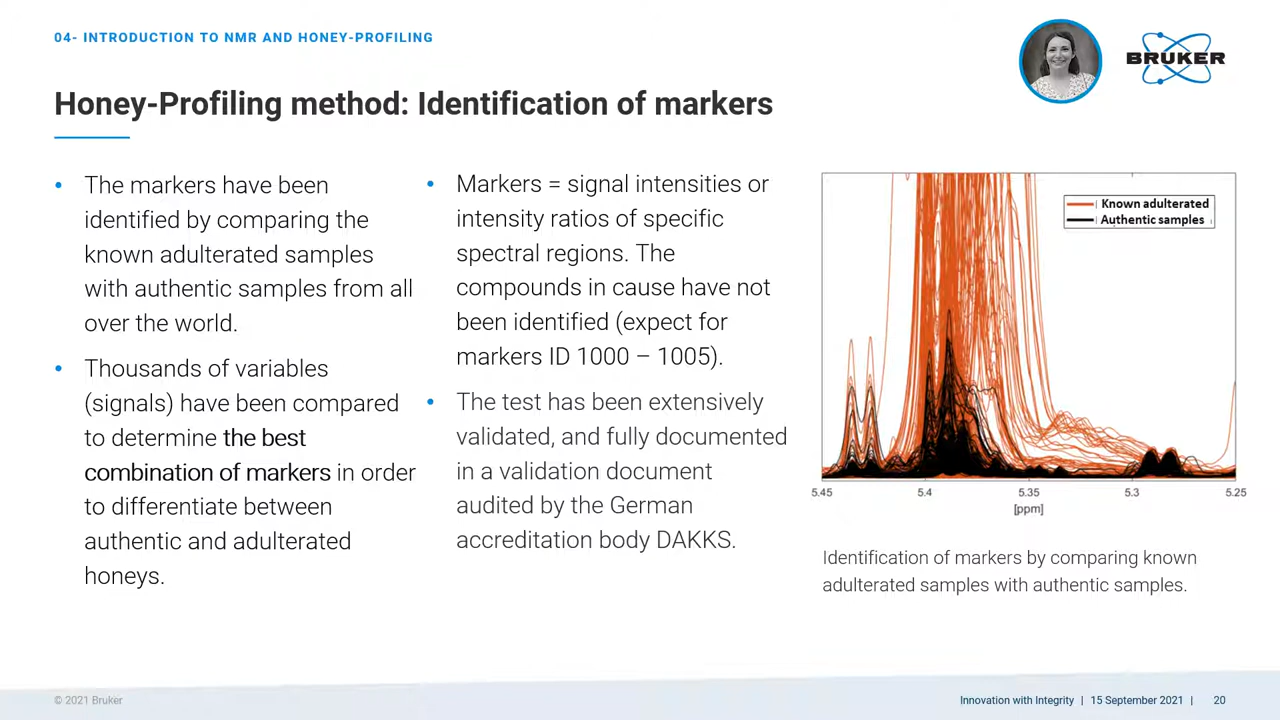 04- INTRODUCTION TO NMR AND HONEY-PROFILING
BRUKER
Honey-Profiling method: Identification of markers
• The markers have been
identified by comparing the
known adulterated samples
with authentic samples from all
over the world.
• Thousands of variables
(signals) have been compared
to determine the best
combination of markers in order
to differentiate between
authentic and adulterated
honeys.
• Markers = signal intensities or
intensity ratios of specific
spectral regions. The
compounds in cause have not
been identified (expect for
markers ID 1000 – 1005).
• The test has been extensively
validated, and fully documented
in a validation document
audited by the German
accreditation body DAKKS.
Known adulterated
Authentic samples
5.45 5.4 5.35 5.3 5.25
[ppm]
Identification of markers by comparing known
adulterated samples with authentic samples.
© 2021 Bruker
Innovation with Integrity | 15 September 2021 | 20